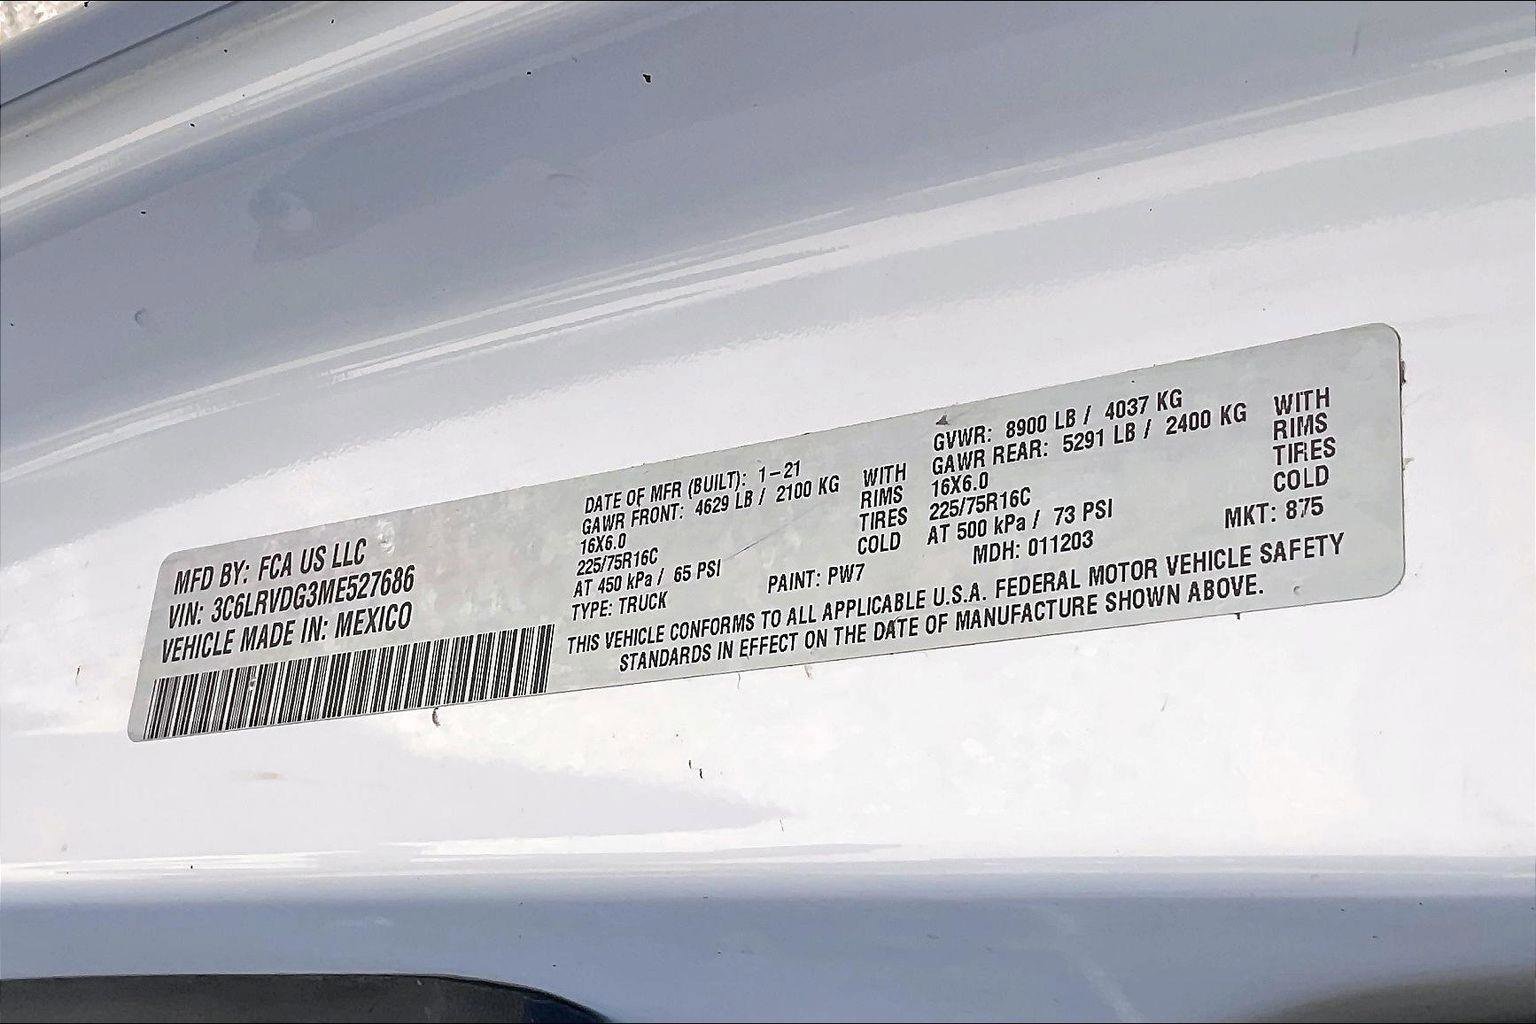 MFD BY: FCA US LLC
VIN: 3C6LRVDG3ME527686
VEHICLE MADE IN: MEXICO
DATE OF MFR (BUILT): 1-21
GAWR FRONT: 4629 LB / 2100 KG WITH
16X6.0 RIMS
225/75R16C TIRES
AT 450 kPa / 65 PSI COLD
TYPE: TRUCK PAINT: PW7
GVWR: 8900 LB / 4037 KG
GAWR REAR: 5291 LB / 2400 KG WITH
16X6.0 RIMS
225/75R16C TIRES
AT 500 kPa / 73 PSI COLD
MDH: 011203 MKT: 875
THIS VEHICLE CONFORMS TO ALL APPLICABLE U.S.A. FEDERAL MOTOR VEHICLE SAFETY
STANDARDS IN EFFECT ON THE DATE OF MANUFACTURE SHOWN ABOVE.